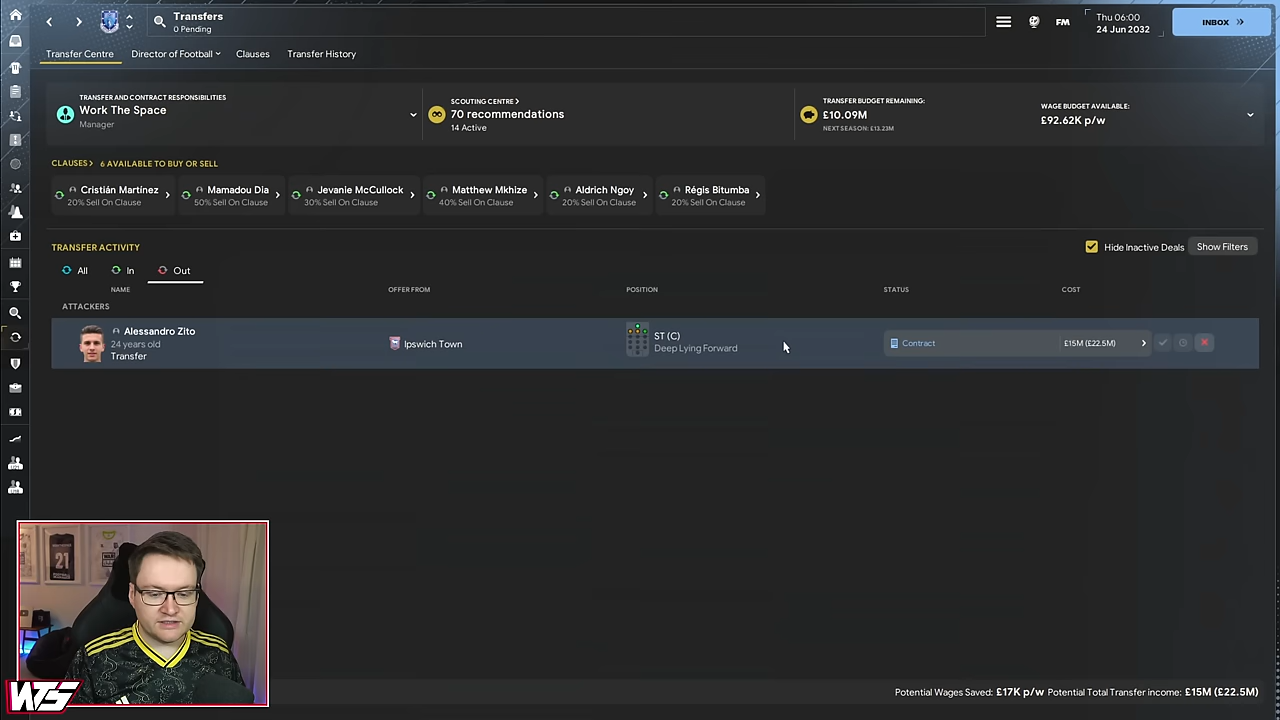 Transfers
0 Pending
FM
Thu 06:00
24 Jun 2032
INBOX
Transfer Centre
Director of Football
Clauses
Transfer History
TRANSFER AND CONTRACT RESPONSIBILITIES
Work The Space
Manager
SCOUTING CENTRE >
70 recommendations
14 Active
TRANSFER BUDGET REMAINING:
£10.09M
NEXT SEASON: £13.23M
WAGE BUDGET AVAILABLE:
£92.62K p/w
CLAUSES > 6 AVAILABLE TO BUY OR SELL
Cristián Martínez
20% Sell On Clause
Mamadou Dia
50% Sell On Clause
Jevanie McCullock
30% Sell On Clause
Matthew Mkhize
40% Sell On Clause
Aldrich Ngoy
20% Sell On Clause
Régis Bitumba
20% Sell On Clause
TRANSFER ACTIVITY
Hide Inactive Deals
Show Filters
All
In
Out
NAME
OFFER FROM
POSITION
STATUS
COST
ATTACKERS
Alessandro Zito
24 years old
Transfer
Ipswich Town
ST (C)
Deep Lying Forward
Contract
£15M (£22.5M)
21
WTS
Potential Wages Saved: £17K p/w Potential Total Transfer income: £15M (£22.5M)